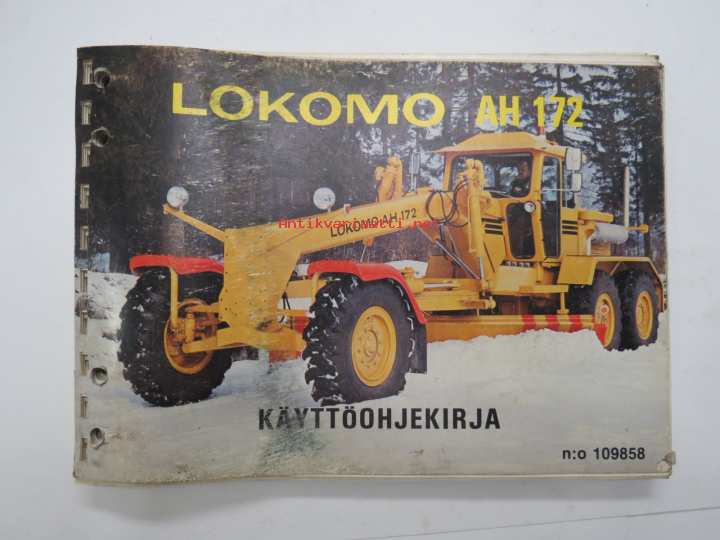 LOKOMO AH 172
LOKOMO AH 172
Antikvariaatti.net
KÄYTTÖOHJEKIRJA
n:o 109858